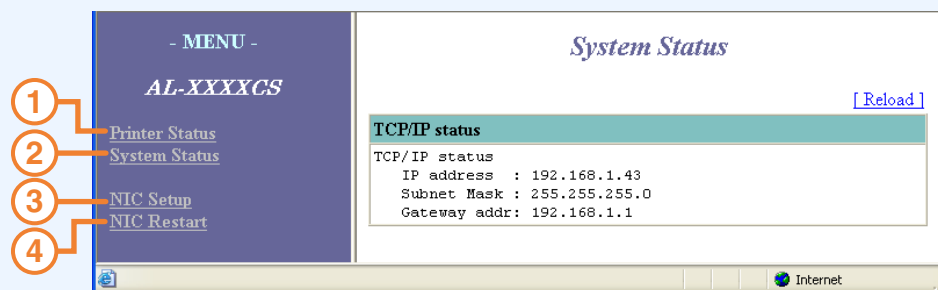 - MENU -
AL-XXXXCS
1
Printer Status
2
System Status
3
NIC Setup
4
NIC Restart
System Status
[ Reload ]
TCP/IP status
TCP/IP status
IP address : 192.168.1.43
Subnet Mask : 255.255.255.0
Gateway addr: 192.168.1.1
Internet